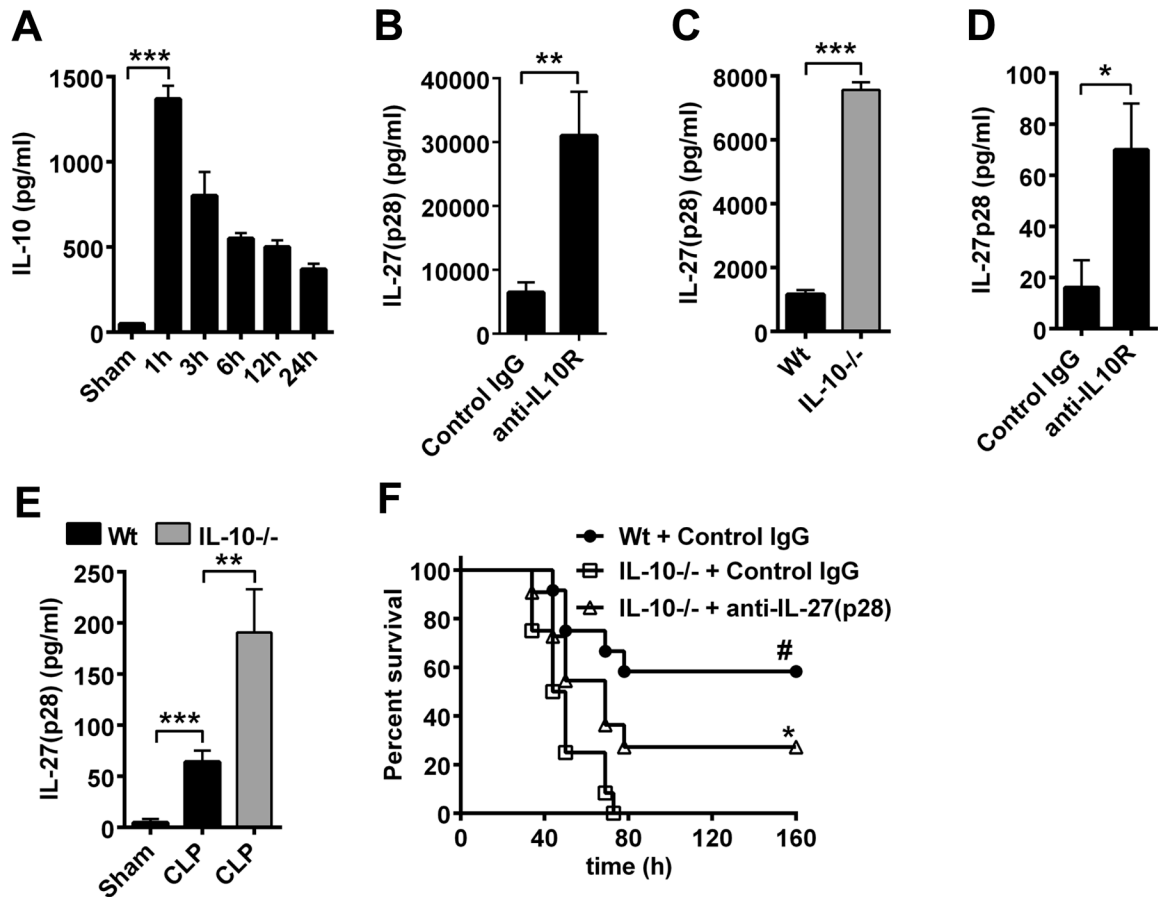 A
***
IL-10 (pg/ml)
1500
1000
500
0
Sham
1h
3h
6h
12h
24h
B
**
IL-27(p28) (pg/ml)
40000
30000
20000
10000
0
Control IgG
anti-IL10R
C
***
IL-27(p28) (pg/ml)
8000
6000
4000
2000
0
Wt
IL-10-/-
D
*
IL-27p28 (pg/ml)
100
80
60
40
20
0
Control IgG
anti-IL10R
E
Wt
IL-10-/-
**
***
IL-27(p28) (pg/ml)
250
200
150
100
50
0
Sham
CLP
CLP
F
Wt + Control IgG
IL-10-/- + Control IgG
IL-10-/- + anti-IL-27(p28)
Percent survival
100
80
60
40
20
0
#
*
0 40 80 120 160
time (h)